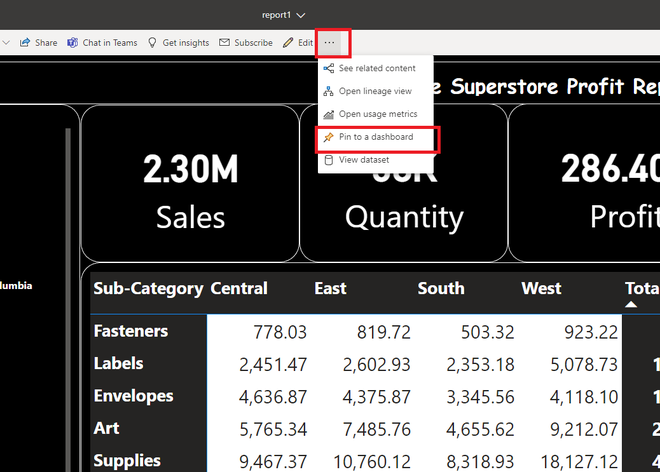 report1
Share Chat in Teams Get insights Subscribe Edit ...
See related content
Open lineage view
Superstore Profit Rep
Open usage metrics
Pin to a dashboard
View dataset
2.30M 286.40
Sales Quantity Profit
lumbia
Sub-Category Central East South West Tota
Fasteners 778.03 819.72 503.32 923.22
Labels 2,451.47 2,602.93 2,353.18 5,078.73 1
Envelopes 4,636.87 4,375.87 3,345.56 4,118.10 1
Art 5,765.34 7,485.76 4,655.62 9,212.07 2
Supplies 9,467.37 10,760.12 8,318.93 18,127.12 4